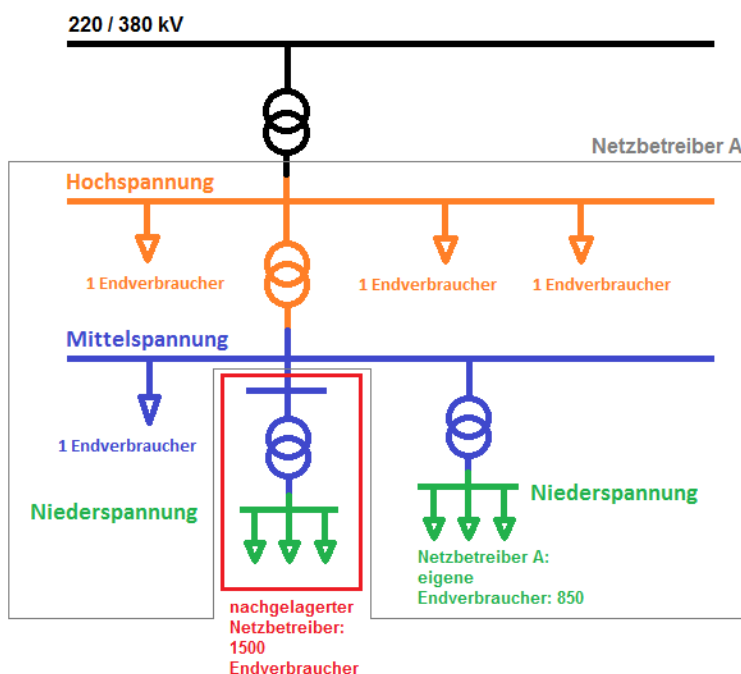 220 / 380 kV
Netzbetreiber A
Hochspannung
1 Endverbraucher
1 Endverbraucher
1 Endverbraucher
Mittelspannung
1 Endverbraucher
Niederspannung
Niederspannung
Netzbetreiber A:
eigene
Endverbraucher: 850
nachgelagerter
Netzbetreiber:
1500
Endverbraucher